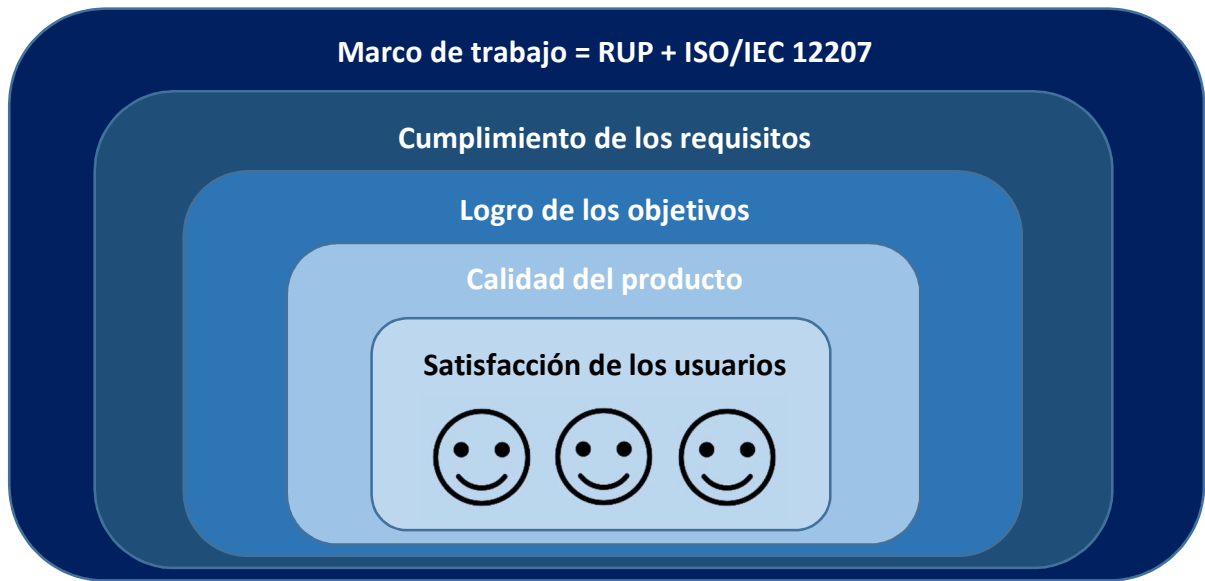 Marco de trabajo = RUP + ISO/IEC 12207
Cumplimiento de los requisitos
Logro de los objetivos
Calidad del producto
Satisfacción de los usuarios